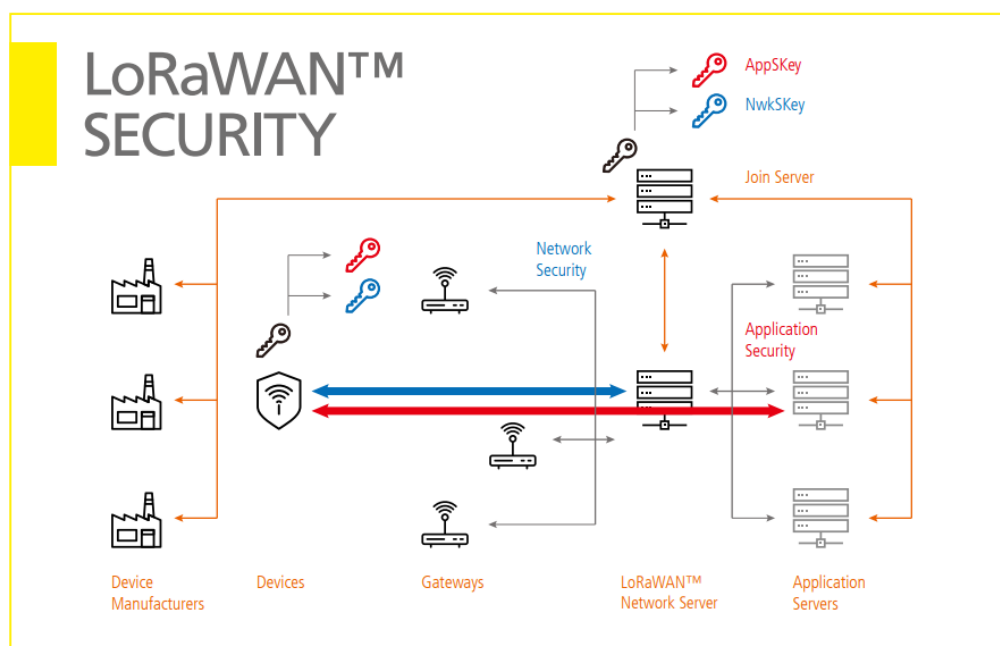 LoRaWAN™
SECURITY
AppSKey
NwkSKey
Join Server
Network
Security
Application
Security
Device
Manufacturers
Devices
Gateways
LoRaWAN™
Network Server
Application
Servers